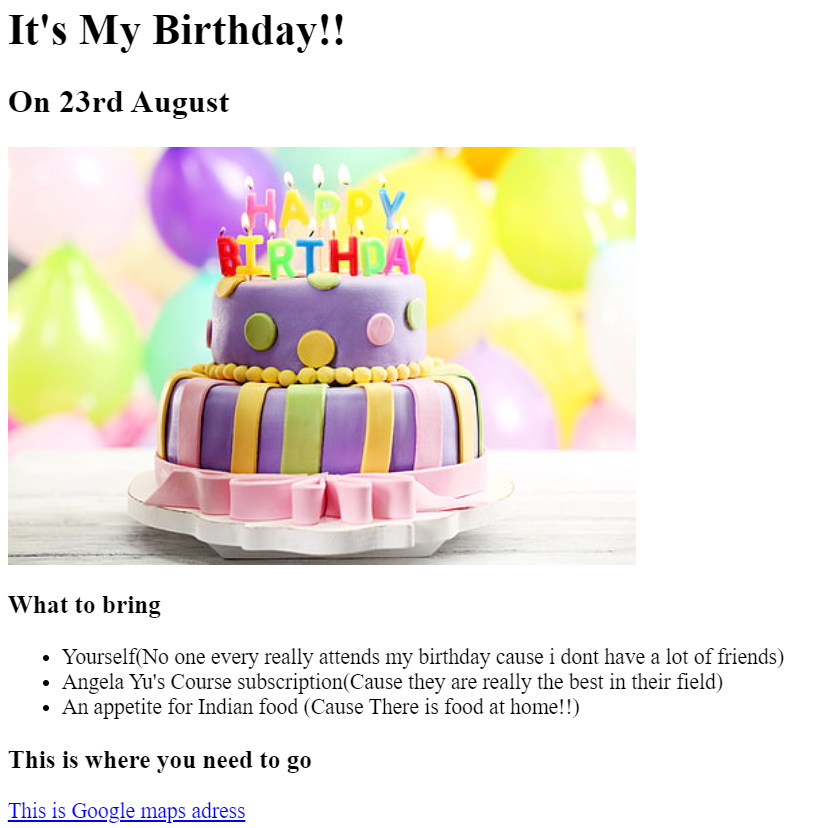 It's My Birthday!!
On 23rd August
HAPPY
BIRTHDAY
What to bring
Yourself(No one every really attends my birthday cause i dont have a lot of friends)
Angela Yu's Course subscription(Cause they are really the best in their field)
An appetite for Indian food (Cause There is food at home!!)
This is where you need to go
This is Google maps adress